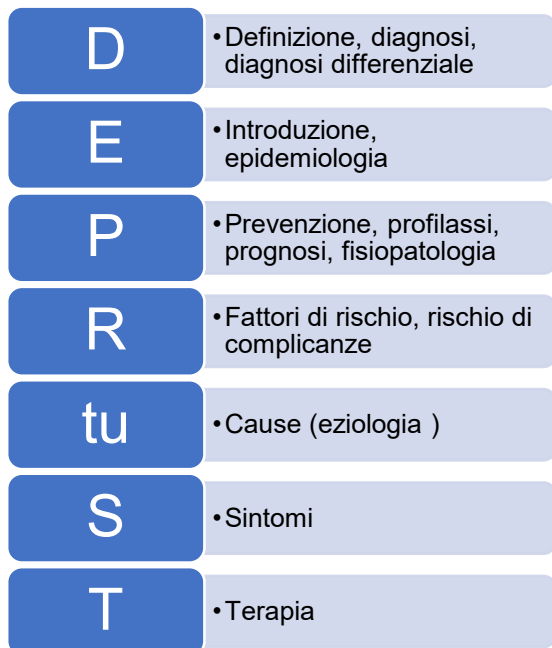 D
•Definizione, diagnosi,
diagnosi differenziale
E
•Introduzione,
epidemiologia
P
•Prevenzione, profilassi,
prognosi, fisiopatologia
R
•Fattori di rischio, rischio di
complicanze
tu
•Cause (eziologia )
S
•Sintomi
T
•Terapia